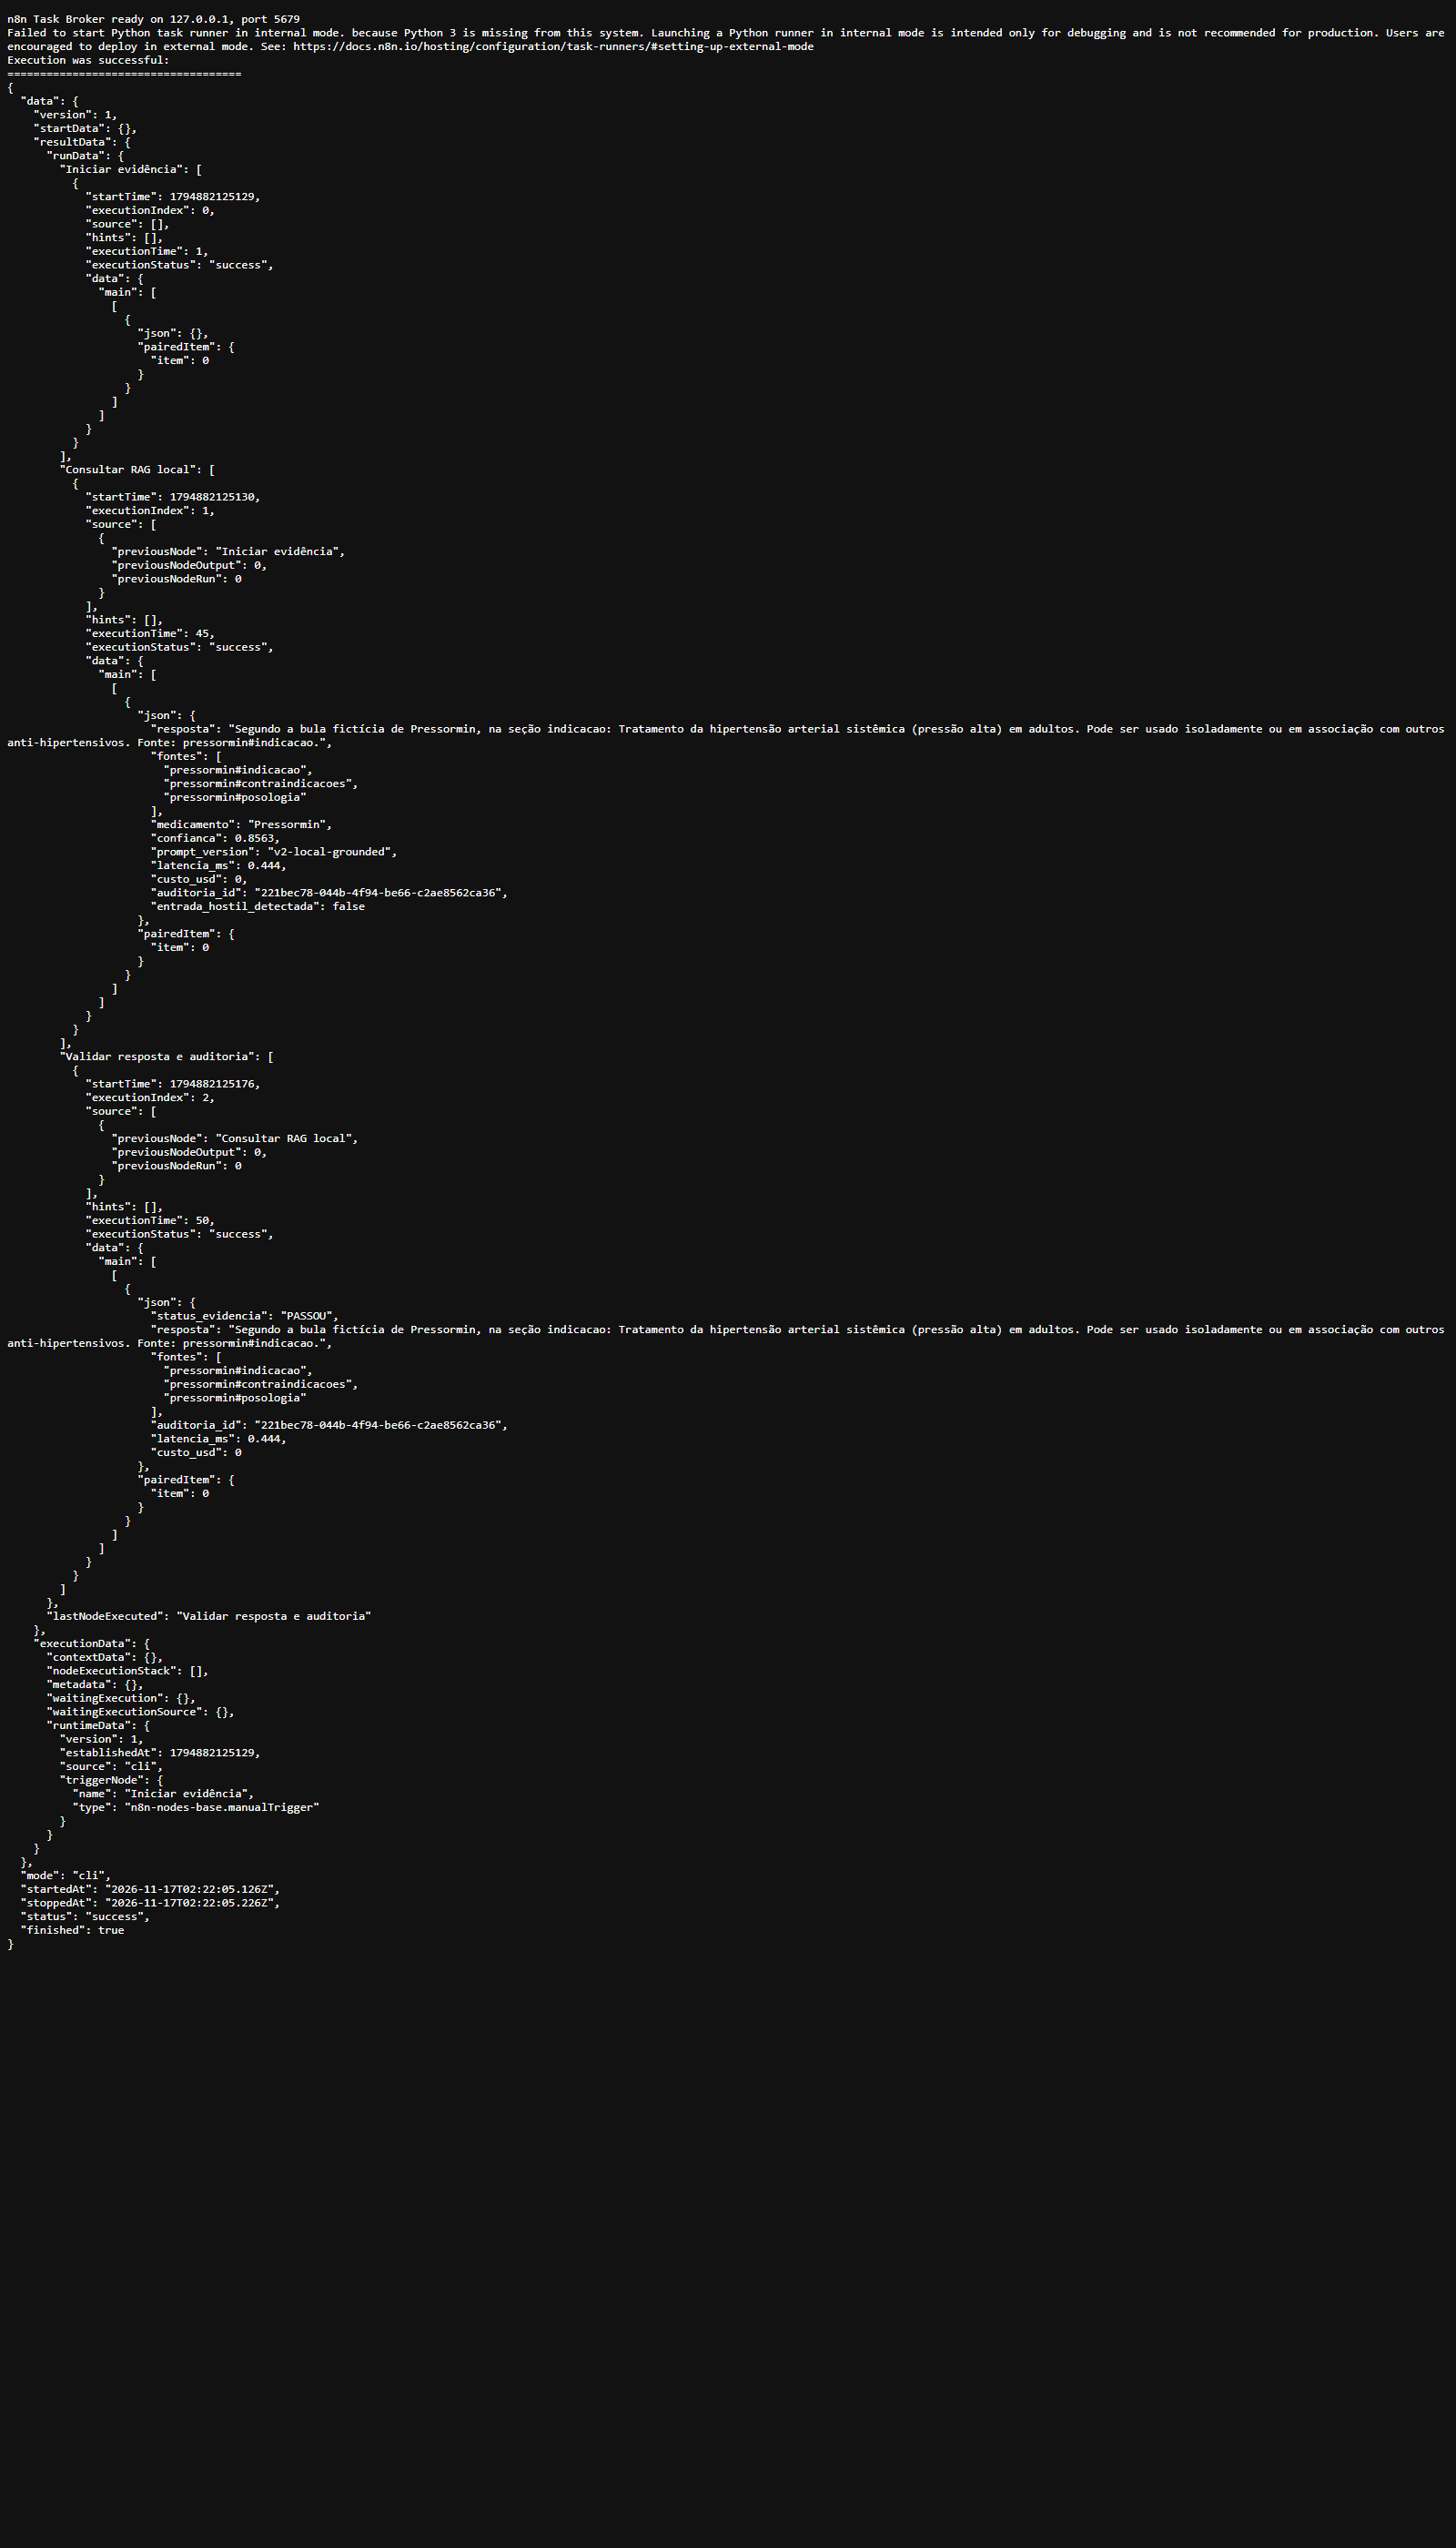 n8n Task Broker ready on 127.0.0.1, port 5679
Failed to start Python task runner in internal mode. because Python 3 is missing from this system. Launching a Python runner in internal mode is intended only for debugging and is not recommended for production. Users are
encouraged to deploy in external mode. See: https://docs.n8n.io/hosting/configuration/task-runners/#setting-up-external-mode
Execution was successful:
====================================
{
  "data": {
    "version": 1,
    "startData": {},
    "resultData": {
      "runData": {
        "Iniciar evidência": [
          {
            "startTime": 1794882125129,
            "executionIndex": 0,
            "source": [],
            "hints": [],
            "executionTime": 1,
            "executionStatus": "success",
            "data": {
              "main": [
                [
                  {
                    "json": {},
                    "pairedItem": {
                      "item": 0
                    }
                  }
                ]
              ]
            }
          }
        ],
        "Consultar RAG local": [
          {
            "startTime": 1794882125130,
            "executionIndex": 1,
            "source": [
              {
                "previousNode": "Iniciar evidência",
                "previousNodeOutput": 0,
                "previousNodeRun": 0
              }
            ],
            "hints": [],
            "executionTime": 45,
            "executionStatus": "success",
            "data": {
              "main": [
                [
                  {
                    "json": {
                      "resposta": "Segundo a bula fictícia de Pressormin, na seção indicacao: Tratamento da hipertensão arterial sistêmica (pressão alta) em adultos. Pode ser usado isoladamente ou em associação com outros
anti-hipertensivos. Fonte: pressormin#indicacao.",
                      "fontes": [
                        "pressormin#indicacao",
                        "pressormin#contraindicacoes",
                        "pressormin#posologia"
                      ],
                      "medicamento": "Pressormin",
                      "confianca": 0.8563,
                      "prompt_version": "v2-local-grounded",
                      "latencia_ms": 0.444,
                      "custo_usd": 0,
                      "auditoria_id": "221bec78-044b-4f94-be66-c2ae8562ca36",
                      "entrada_hostil_detectada": false
                    },
                    "pairedItem": {
                      "item": 0
                    }
                  }
                ]
              ]
            }
          }
        ],
        "Validar resposta e auditoria": [
          {
            "startTime": 1794882125176,
            "executionIndex": 2,
            "source": [
              {
                "previousNode": "Consultar RAG local",
                "previousNodeOutput": 0,
                "previousNodeRun": 0
              }
            ],
            "hints": [],
            "executionTime": 50,
            "executionStatus": "success",
            "data": {
              "main": [
                [
                  {
                    "json": {
                      "status_evidencia": "PASSOU",
                      "resposta": "Segundo a bula fictícia de Pressormin, na seção indicacao: Tratamento da hipertensão arterial sistêmica (pressão alta) em adultos. Pode ser usado isoladamente ou em associação com outros
anti-hipertensivos. Fonte: pressormin#indicacao.",
                      "fontes": [
                        "pressormin#indicacao",
                        "pressormin#contraindicacoes",
                        "pressormin#posologia"
                      ],
                      "auditoria_id": "221bec78-044b-4f94-be66-c2ae8562ca36",
                      "latencia_ms": 0.444,
                      "custo_usd": 0
                    },
                    "pairedItem": {
                      "item": 0
                    }
                  }
                ]
              ]
            }
          }
        ]
      },
      "lastNodeExecuted": "Validar resposta e auditoria"
    },
    "executionData": {
      "contextData": {},
      "nodeExecutionStack": [],
      "metadata": {},
      "waitingExecution": {},
      "waitingExecutionSource": {},
      "runtimeData": {
        "version": 1,
        "establishedAt": 1794882125129,
        "source": "cli",
        "triggerNode": {
          "name": "Iniciar evidência",
          "type": "n8n-nodes-base.manualTrigger"
        }
      }
    }
  },
  "mode": "cli",
  "startedAt": "2026-11-17T02:22:05.126Z",
  "stoppedAt": "2026-11-17T02:22:05.226Z",
  "status": "success",
  "finished": true
}